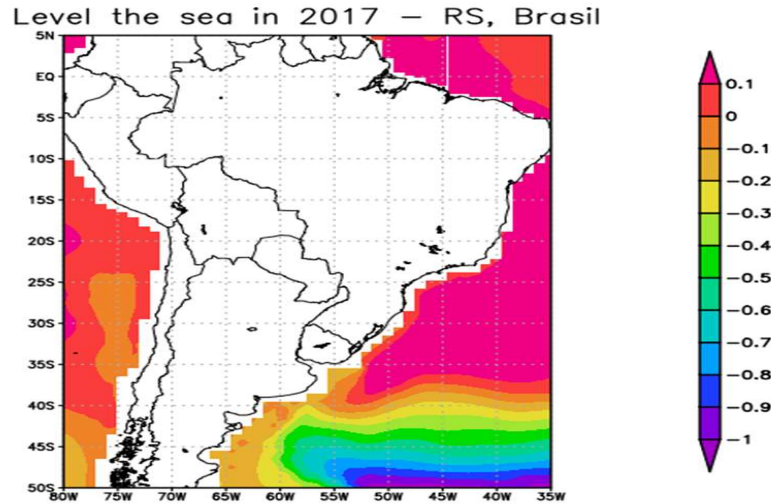 Level the sea in 2017 – RS, Brasil
5N
EQ
5S
10S
15S
20S
25S
30S
35S
40S
45S
50S
80W 75W 70W 65W 60W 55W 50W 45W 40W 35W
0.1
0
−0.1
−0.2
−0.3
−0.4
−0.5
−0.6
−0.7
−0.8
−0.9
−1